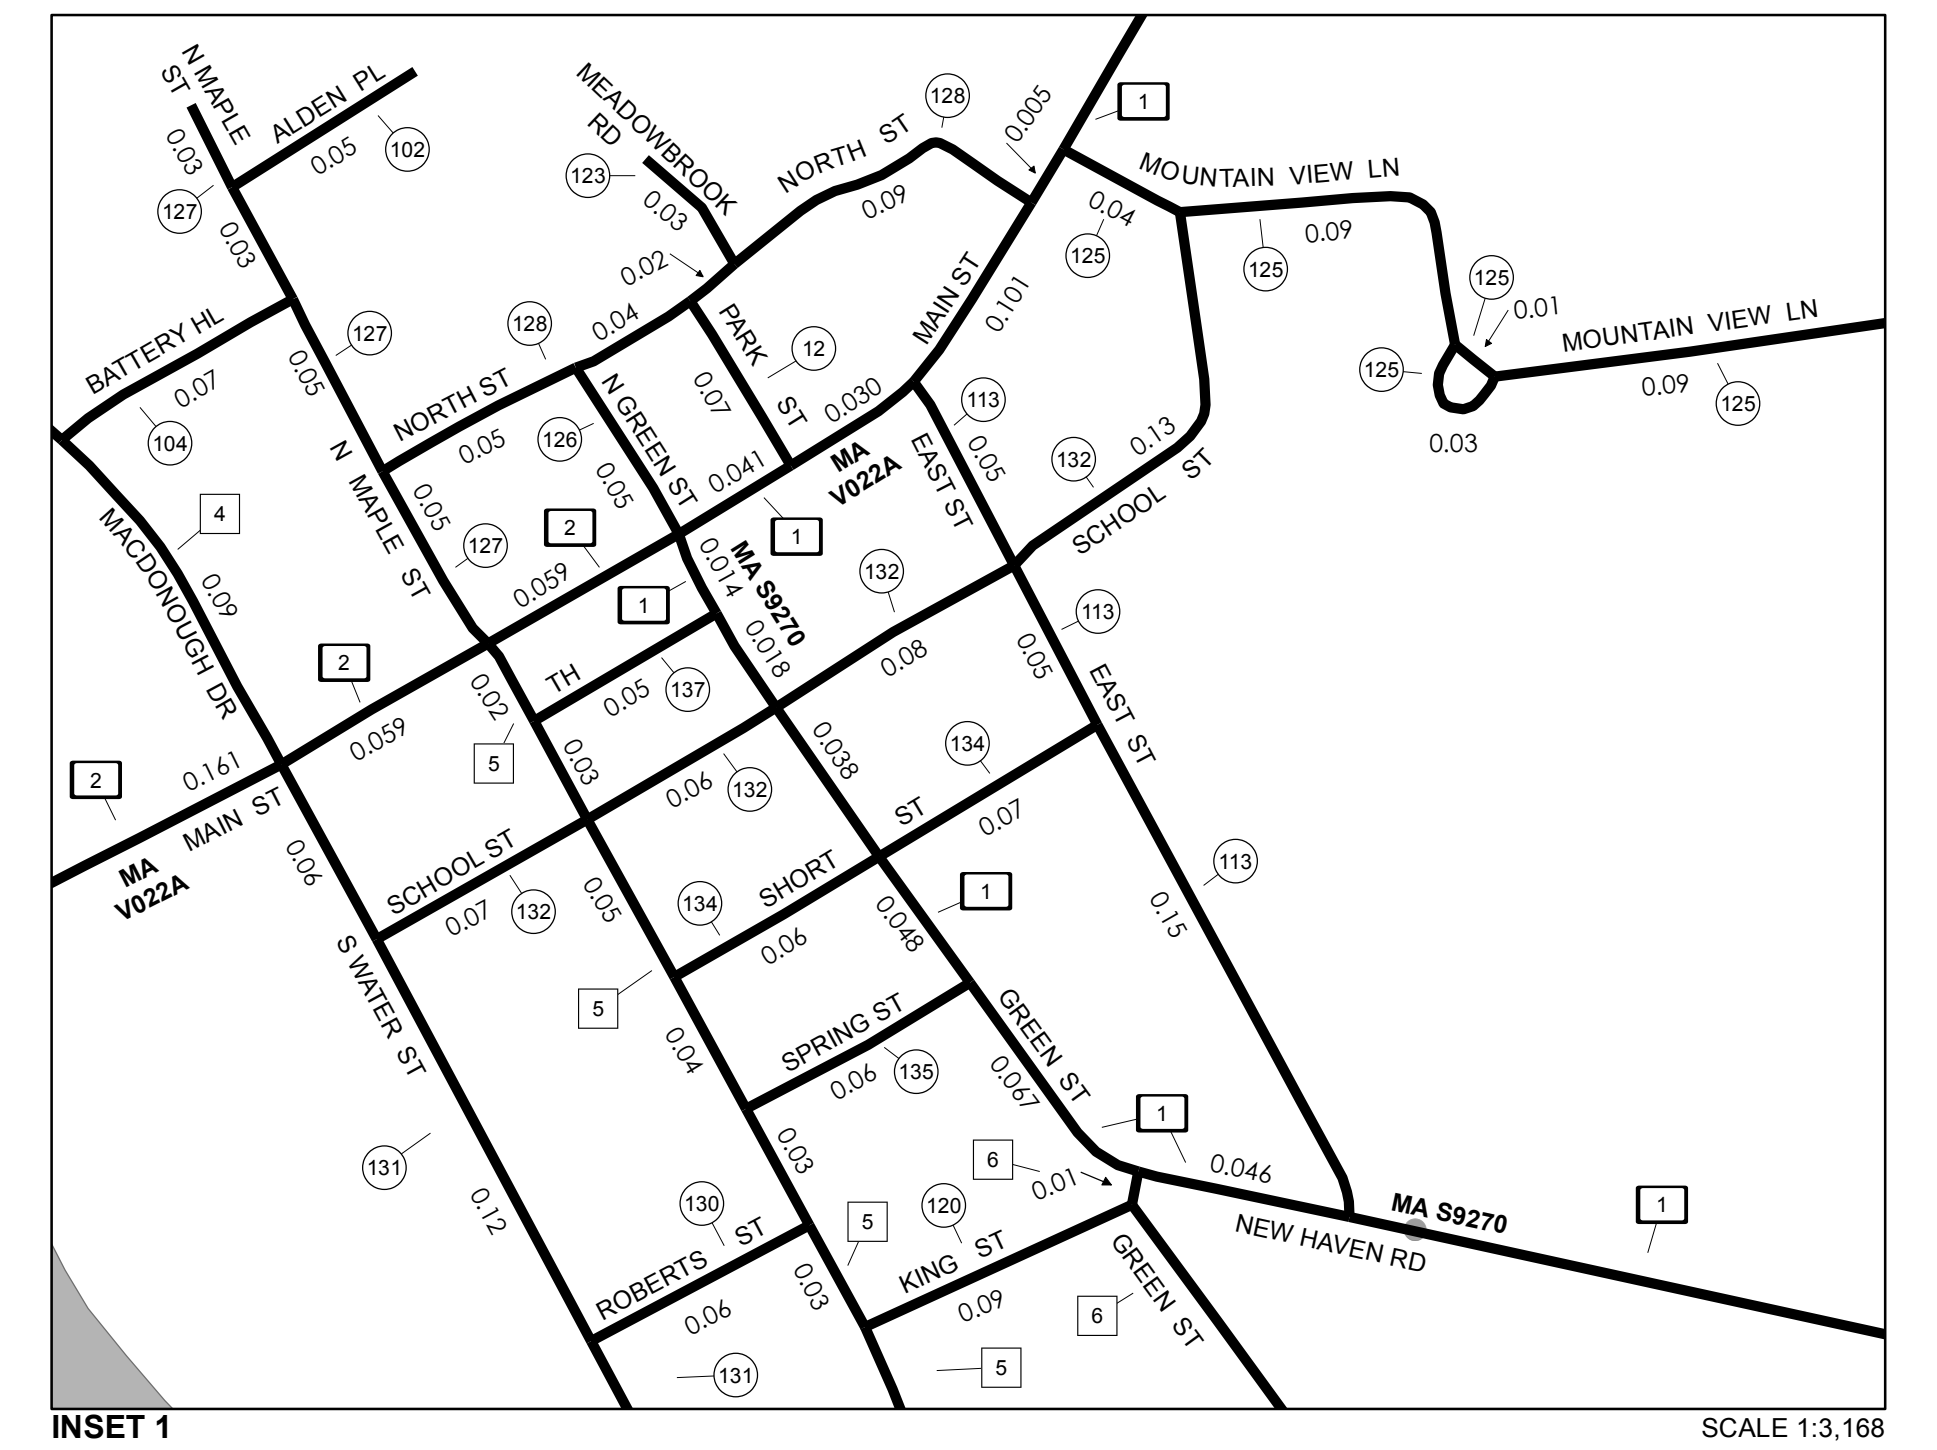 N MAPLE
ST
0.03
ALDEN PL
0.05
102
127
0.03
MEADOWBROOK
RD
123
0.03
0.02
NORTH ST
128
0.09
0.005
1
MOUNTAIN VIEW LN
0.04
125
0.09
125
125
0.01
MOUNTAIN VIEW LN
125
0.03
0.09
125
BATTERY HL
0.07
104
127
0.05
128
0.04
PARK
ST
12
0.07
MAIN ST
0.101
0.030
NORTH ST
0.05
126
N GREEN ST
0.05
0.041
MA
V022A
1
113
0.05
EAST ST
132
0.13
SCHOOL ST
4
MACDONOUGH DR
0.09
N MAPLE ST
0.05
127
2
0.059
0.014
MA S9270
1
0.018
132
0.08
113
0.05
EAST ST
2
0.059
0.02
5
TH
0.05
137
0.03
2
0.161
MAIN ST
MA
V022A
0.06
SCHOOL ST
0.07
132
0.06
132
0.038
134
ST
0.07
SHORT
134
0.06
0.05
5
0.048
1
113
0.15
S WATER ST
0.04
SPRING ST
0.06
135
GREEN ST
0.067
1
0.046
131
0.12
0.03
6
0.01
130
ROBERTS ST
0.06
5
0.03
120
KING ST
0.09
MA S9270
NEW HAVEN RD
1
GREEN ST
6
131
5
INSET 1
SCALE 1:3,168